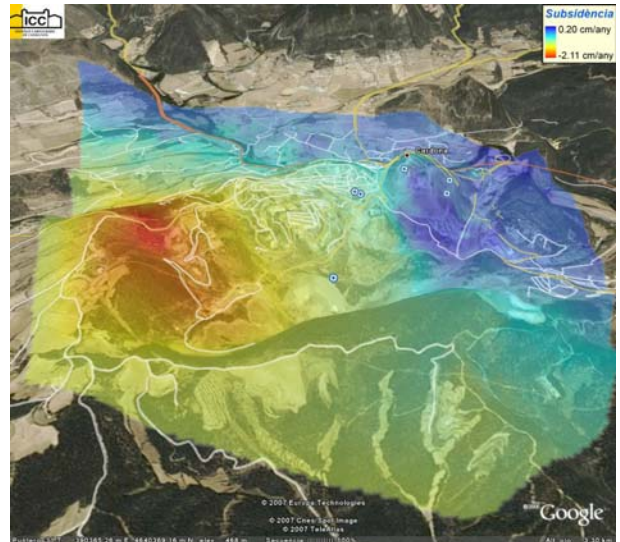 icc
Subsidència
0.20 cm/any
-2.11 cm/any
Cardona
© 2007 Europa Technologies
© 2007 Cnes/Spot Image
© 2007 TeleAtlas
Google